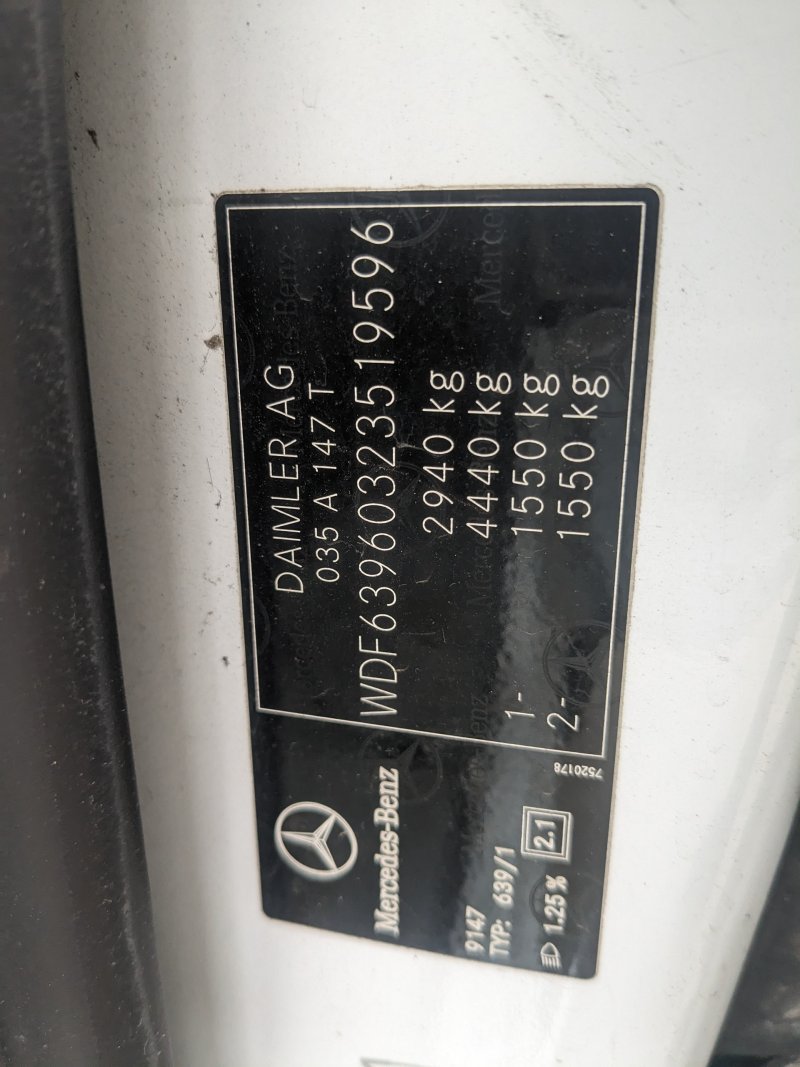 DAIMLER AG
035 A 147 T
WDF63960323519596
2940 kg
4440 kg
1- 1550 kg
2- 1550 kg
Mercedes-Benz
9147
TYP: 639/1
1.25% 2.1
7520178